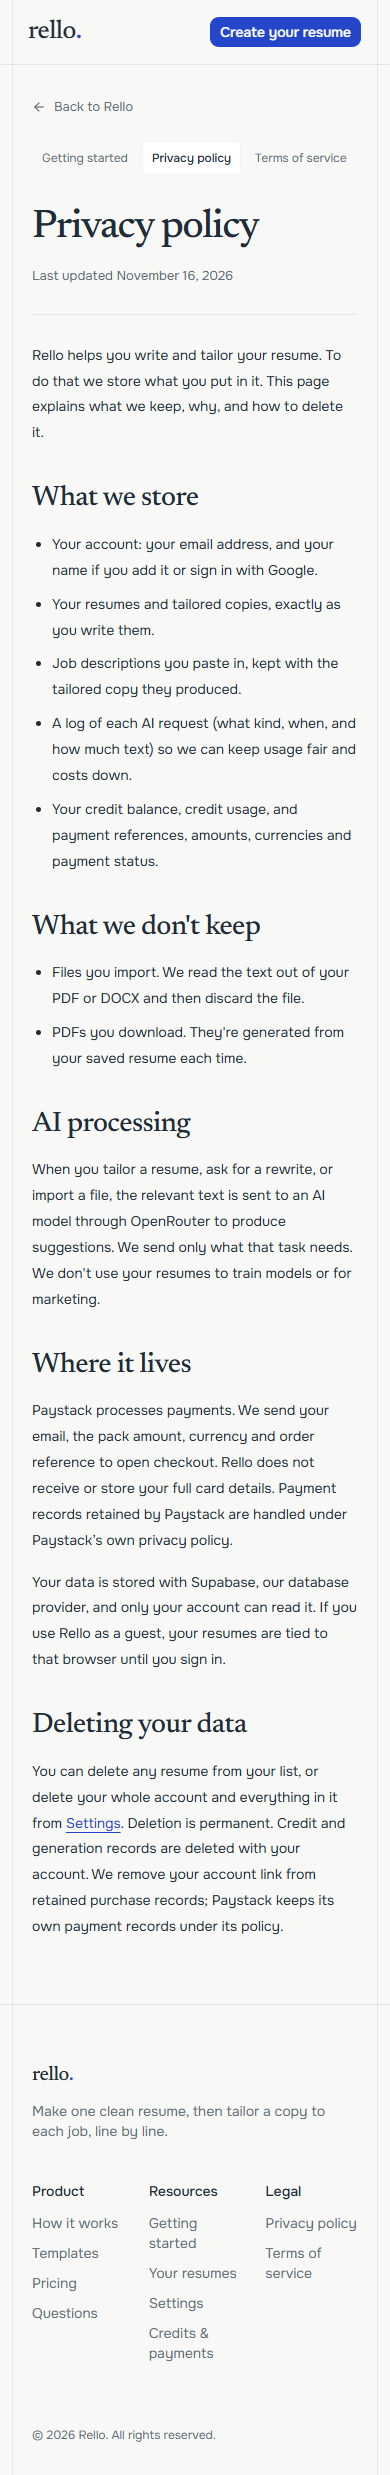 rello.
Create your resume
← Back to Rello
Getting started
Privacy policy
Terms of service
Privacy policy
Last updated November 16, 2026
Rello helps you write and tailor your resume. To
do that we store what you put in it. This page
explains what we keep, why, and how to delete
it.
What we store
• Your account: your email address, and your
name if you add it or sign in with Google.
• Your resumes and tailored copies, exactly as
you write them.
• Job descriptions you paste in, kept with the
tailored copy they produced.
• A log of each AI request (what kind, when, and
how much text) so we can keep usage fair and
costs down.
• Your credit balance, credit usage, and
payment references, amounts, currencies and
payment status.
What we don't keep
• Files you import. We read the text out of your
PDF or DOCX and then discard the file.
• PDFs you download. They're generated from
your saved resume each time.
AI processing
When you tailor a resume, ask for a rewrite, or
import a file, the relevant text is sent to an AI
model through OpenRouter to produce
suggestions. We send only what that task needs.
We don't use your resumes to train models or for
marketing.
Where it lives
Paystack processes payments. We send your
email, the pack amount, currency and order
reference to open checkout. Rello does not
receive or store your full card details. Payment
records retained by Paystack are handled under
Paystack’s own privacy policy.
Your data is stored with Supabase, our database
provider, and only your account can read it. If you
use Rello as a guest, your resumes are tied to
that browser until you sign in.
Deleting your data
You can delete any resume from your list, or
delete your whole account and everything in it
from Settings. Deletion is permanent. Credit and
generation records are deleted with your
account. We remove your account link from
retained purchase records; Paystack keeps its
own payment records under its policy.
rello.
Make one clean resume, then tailor a copy to
each job, line by line.
Product
How it works
Templates
Pricing
Questions
Resources
Getting
started
Your resumes
Settings
Credits &
payments
Legal
Privacy policy
Terms of
service
© 2026 Rello. All rights reserved.